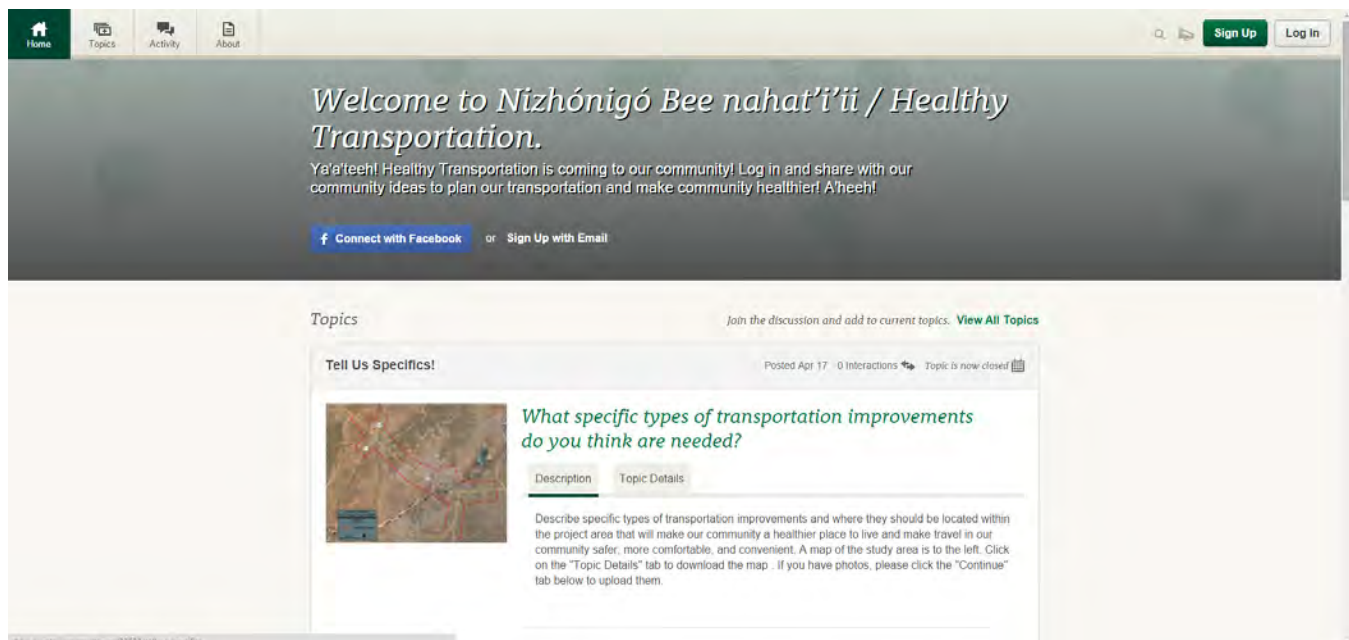 Home Topics Activity About Sign Up Log In
Welcome to Nizhónigó Bee nahat'i'ii / Healthy
Transportation.
Ya'a'teeh! Healthy Transportation is coming to our community! Log in and share with our
community ideas to plan our transportation and make community healthier! A'heeh!
f Connect with Facebook or Sign Up with Email
Topics Join the discussion and add to current topics. View All Topics
Tell Us Specifics! Posted Apr 17 0 Interactions Topic is now closed
What specific types of transportation improvements
do you think are needed?
Description Topic Details
Describe specific types of transportation improvements and where they should be located within
the project area that will make our community a healthier place to live and make travel in our
community safer, more comfortable, and convenient. A map of the study area is to the left. Click
on the "Topic Details" tab to download the map . If you have photos, please click the "Continue"
tab below to upload them.